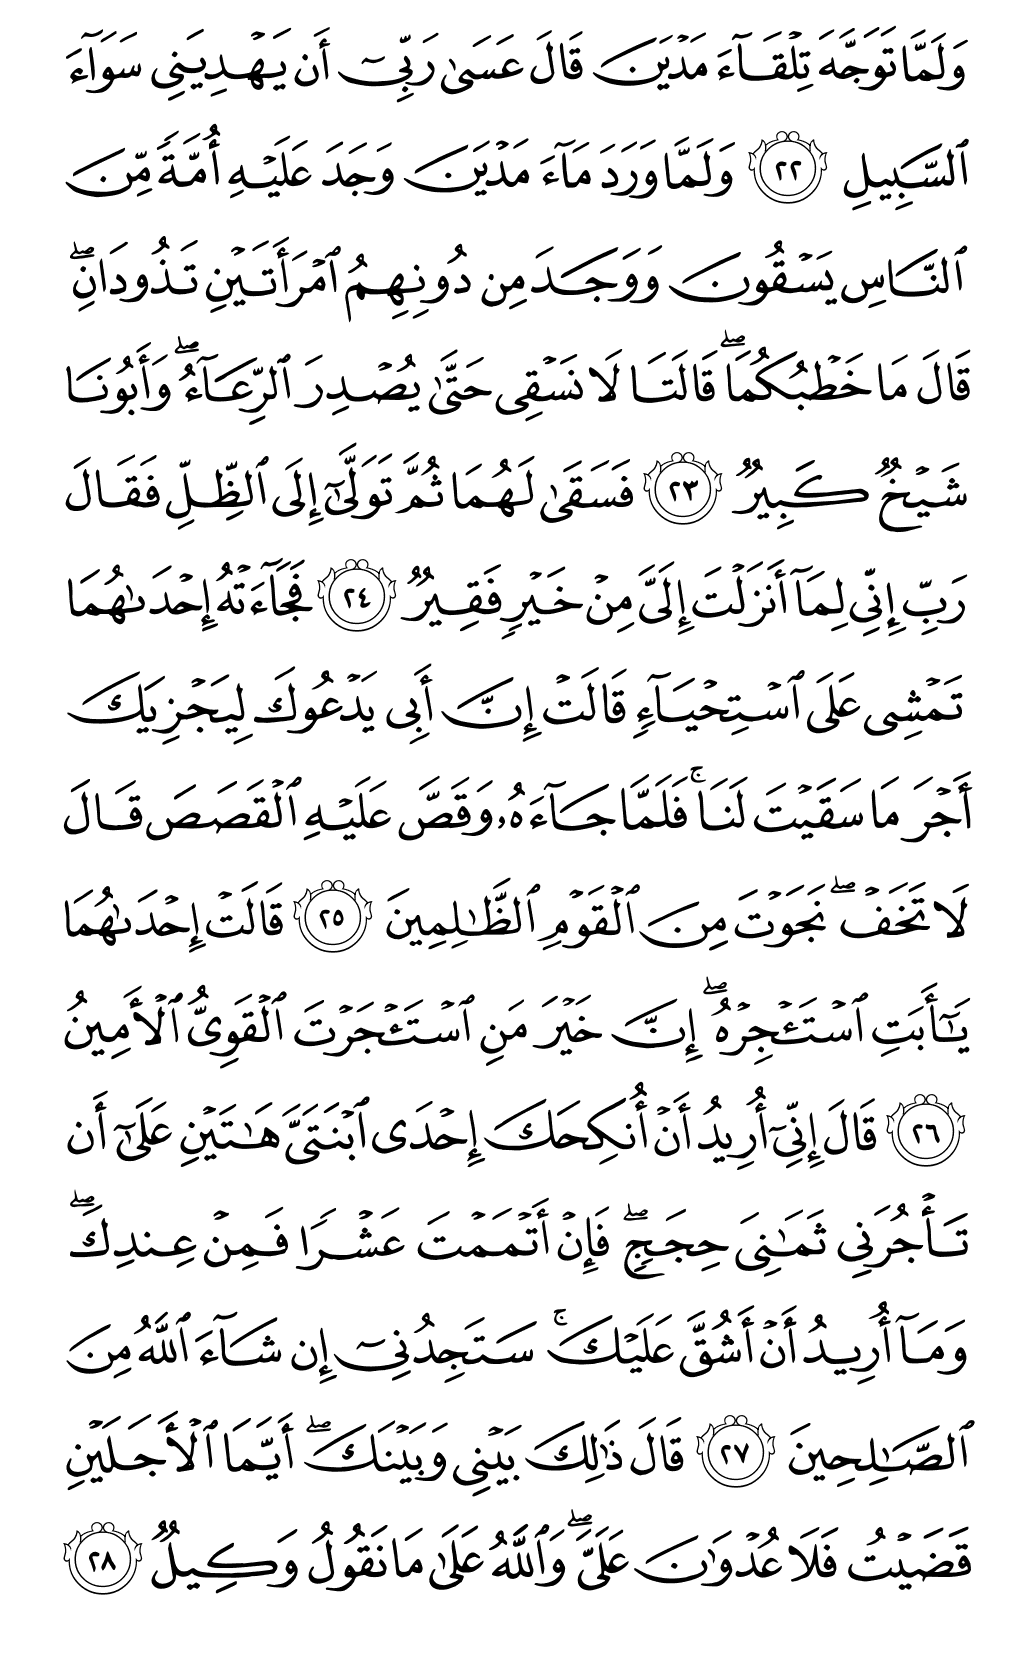 وَلَمَّا تَوَجَّهَ تِلۡقَآءَ مَدۡيَنَ قَالَ عَسَىٰ رَبِّيٓ أَن يَهۡدِيَنِي سَوَآءَ
ٱلسَّبِيلِ ٢٢ وَلَمَّا وَرَدَ مَآءَ مَدۡيَنَ وَجَدَ عَلَيۡهِ أُمَّةٗ مِّنَ
ٱلنَّاسِ يَسۡقُونَ وَوَجَدَ مِن دُونِهِمُ ٱمۡرَأَتَيۡنِ تَذُودَانِۖ
قَالَ مَا خَطۡبُكُمَاۖ قَالَتَا لَا نَسۡقِي حَتَّىٰ يُصۡدِرَ ٱلرِّعَآءُۖ وَأَبُونَا
شَيۡخٞ كَبِيرٞ ٢٣ فَسَقَىٰ لَهُمَا ثُمَّ تَوَلَّىٰٓ إِلَى ٱلظِّلِّ فَقَالَ
رَبِّ إِنِّي لِمَآ أَنزَلۡتَ إِلَيَّ مِنۡ خَيۡرٖ فَقِيرٞ ٢٤ فَجَآءَتۡهُ إِحۡدَىٰهُمَا
تَمۡشِي عَلَى ٱسۡتِحۡيَآءٖ قَالَتۡ إِنَّ أَبِي يَدۡعُوكَ لِيَجۡزِيَكَ
أَجۡرَ مَا سَقَيۡتَ لَنَاۚ فَلَمَّا جَآءَهُۥ وَقَصَّ عَلَيۡهِ ٱلۡقَصَصَ قَالَ
لَا تَخَفۡۖ نَجَوۡتَ مِنَ ٱلۡقَوۡمِ ٱلظَّٰلِمِينَ ٢٥ قَالَتۡ إِحۡدَىٰهُمَا
يَٰٓأَبَتِ ٱسۡتَـٔۡجِرۡهُۖ إِنَّ خَيۡرَ مَنِ ٱسۡتَـٔۡجَرۡتَ ٱلۡقَوِيُّ ٱلۡأَمِينُ
٢٦ قَالَ إِنِّيٓ أُرِيدُ أَنۡ أُنكِحَكَ إِحۡدَى ٱبۡنَتَيَّ هَٰتَيۡنِ عَلَىٰٓ أَن
تَأۡجُرَنِي ثَمَٰنِيَ حِجَجٖۖ فَإِنۡ أَتۡمَمۡتَ عَشۡرٗا فَمِنۡ عِندِكَۖ
وَمَآ أُرِيدُ أَنۡ أَشُقَّ عَلَيۡكَۚ سَتَجِدُنِيٓ إِن شَآءَ ٱللَّهُ مِنَ
ٱلصَّٰلِحِينَ ٢٧ قَالَ ذَٰلِكَ بَيۡنِي وَبَيۡنَكَۖ أَيَّمَا ٱلۡأَجَلَيۡنِ
قَضَيۡتُ فَلَا عُدۡوَٰنَ عَلَيَّۖ وَٱللَّهُ عَلَىٰ مَا نَقُولُ وَكِيلٞ ٢٨